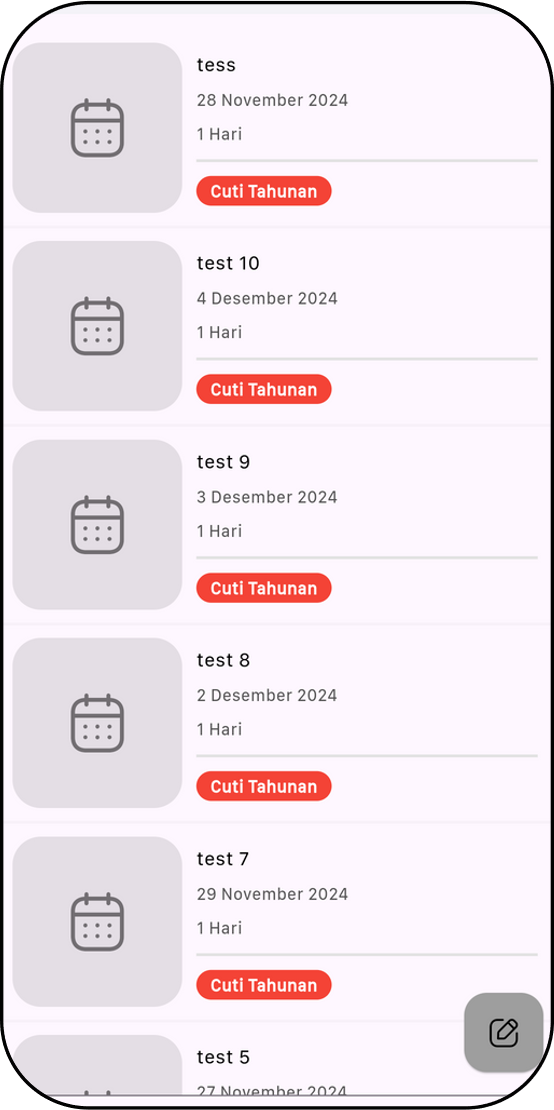 tess
28 November 2024
1 Hari
Cuti Tahunan
test 10
4 Desember 2024
1 Hari
Cuti Tahunan
test 9
3 Desember 2024
1 Hari
Cuti Tahunan
test 8
2 Desember 2024
1 Hari
Cuti Tahunan
test 7
29 November 2024
1 Hari
Cuti Tahunan
test 5
27 November 2024